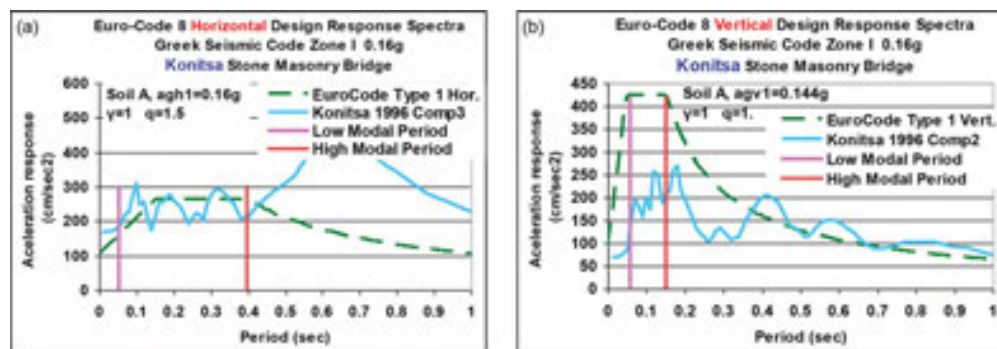 (a)
Euro-Code 8 Horizontal Design Response Spectra
Greek Seismic Code Zone I 0.16g
Konitsa Stone Masonry Bridge
Soil A, agh1=0.16g
γ=1 q=1.5
EuroCode Type 1 Hor.
Konitsa 1996 Comp3
Low Modal Period
High Modal Period
Aceleration response
(cm/sec2)
600
500
400
300
200
100
0
0 0.1 0.2 0.3 0.4 0.5 0.6 0.7 0.8 0.9 1
Period (sec)
(b)
Euro-Code 8 Vertical Design Response Spectra
Greek Seismic Code Zone I 0.16g
Konitsa Stone Masonry Bridge
Soil A, agv1=0.144g
γ=1 q=1.
EuroCode Type 1 Vert.
Konitsa 1996 Comp2
Low Modal Period
High Modal Period
Aceleration response
(cm/sec2)
450
400
350
300
250
200
150
100
50
0
0 0.1 0.2 0.3 0.4 0.5 0.6 0.7 0.8 0.9 1
Period (sec)